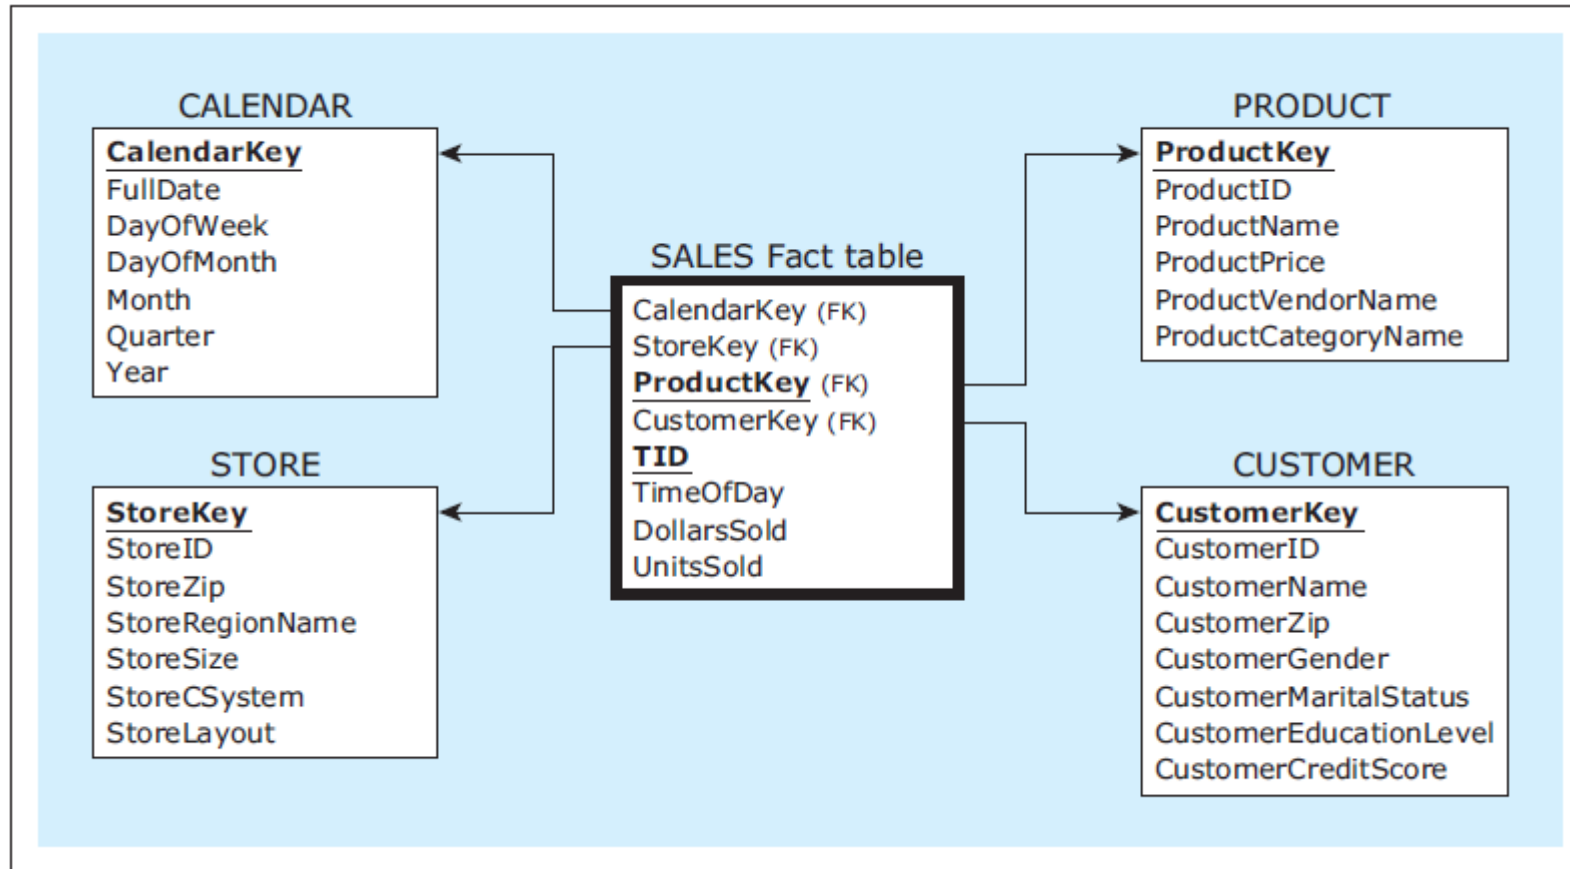 CALENDAR
CalendarKey
FullDate
DayOfWeek
DayOfMonth
Month
Quarter
Year
STORE
StoreKey
StoreID
StoreZip
StoreRegionName
StoreSize
StoreCSystem
StoreLayout
SALES Fact table
CalendarKey (FK)
StoreKey (FK)
ProductKey (FK)
CustomerKey (FK)
TID
TimeOfDay
DollarsSold
UnitsSold
PRODUCT
ProductKey
ProductID
ProductName
ProductPrice
ProductVendorName
ProductCategoryName
CUSTOMER
CustomerKey
CustomerID
CustomerName
CustomerZip
CustomerGender
CustomerMaritalStatus
CustomerEducationLevel
CustomerCreditScore